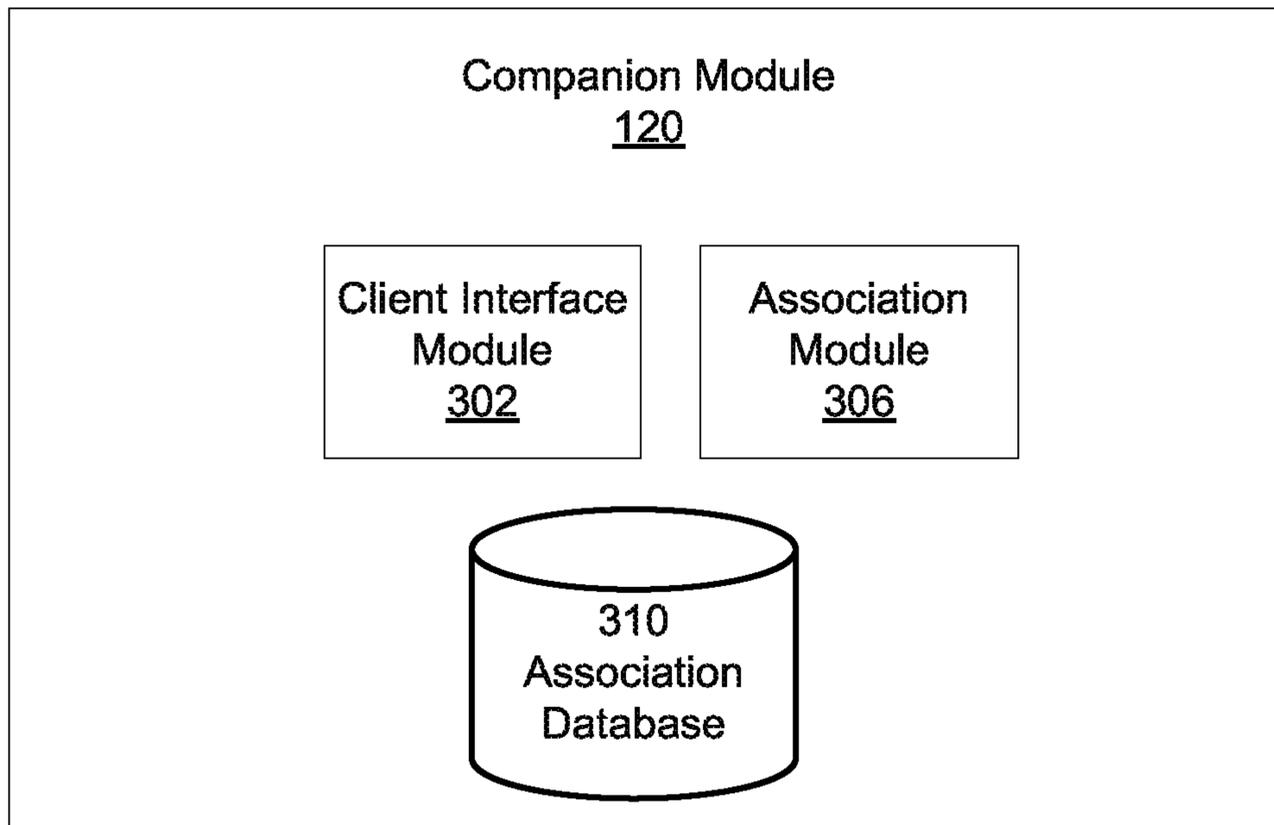 Companion Module
120
Client Interface
Module
302
Association
Module
306
310
Association
Database